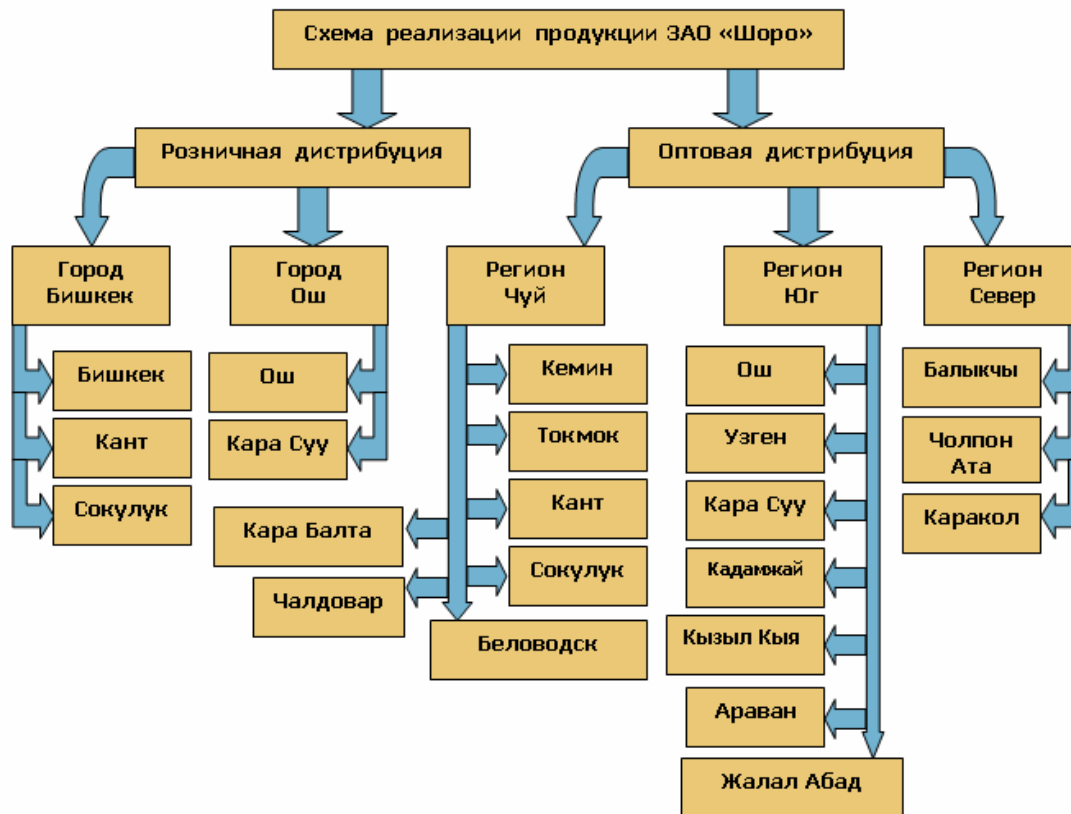 Схема реализации продукции ЗАО «Шоро»
Розничная дистрибуция
Оптовая дистрибуция
Город
Бишкек
Город
Ош
Регион
Чуй
Регион
Юг
Регион
Север
Бишкек
Кант
Сокулук
Ош
Кара Суу
Кемин
Токмок
Кант
Сокулук
Кара Балта
Чалдовар
Беловодск
Ош
Узген
Кара Суу
Кадамжай
Кызыл Кыя
Араван
Жалал Абад
Балыкчы
Чолпон
Ата
Каракол